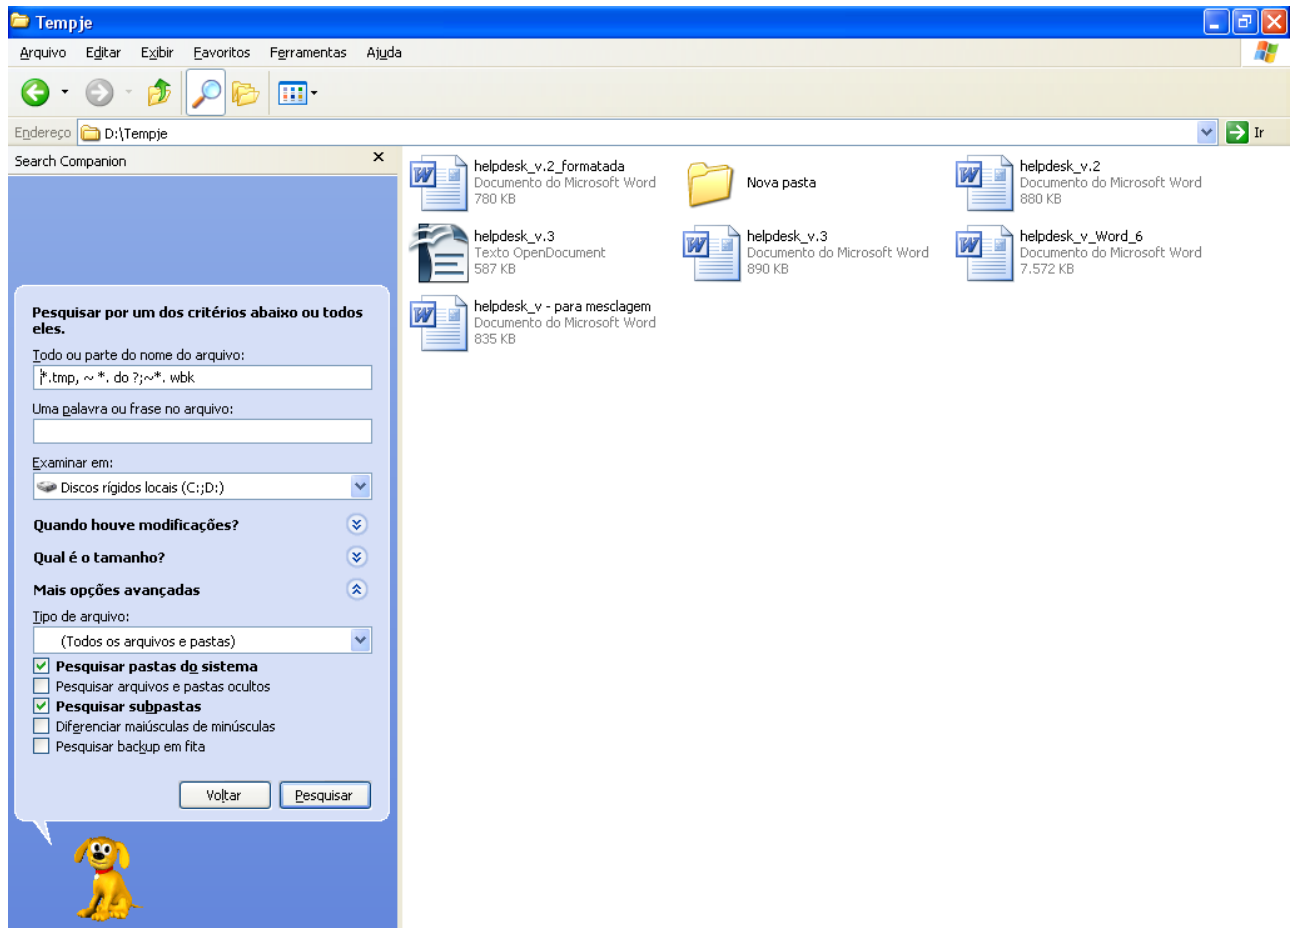 Tempje
Arquivo Editar Exibir Favoritos Ferramentas Ajuda
Endereço D:\Tempje Ir
Search Companion
Pesquisar por um dos critérios abaixo ou todos
eles.
Todo ou parte do nome do arquivo:
*.tmp, ~ *. do ?;~*. wbk
Uma palavra ou frase no arquivo:
Examinar em:
Discos rígidos locais (C:;D:)
Quando houve modificações?
Qual é o tamanho?
Mais opções avançadas
Tipo de arquivo:
(Todos os arquivos e pastas)
Pesquisar pastas do sistema
Pesquisar arquivos e pastas ocultos
Pesquisar subpastas
Diferenciar maiúsculas de minúsculas
Pesquisar backup em fita
Voltar Pesquisar
helpdesk_v.2_formatada
Documento do Microsoft Word
780 KB
Nova pasta
helpdesk_v.2
Documento do Microsoft Word
880 KB
helpdesk_v.3
Texto OpenDocument
587 KB
helpdesk_v.3
Documento do Microsoft Word
890 KB
helpdesk_v_Word_6
Documento do Microsoft Word
7.572 KB
helpdesk_v - para mesclagem
Documento do Microsoft Word
835 KB